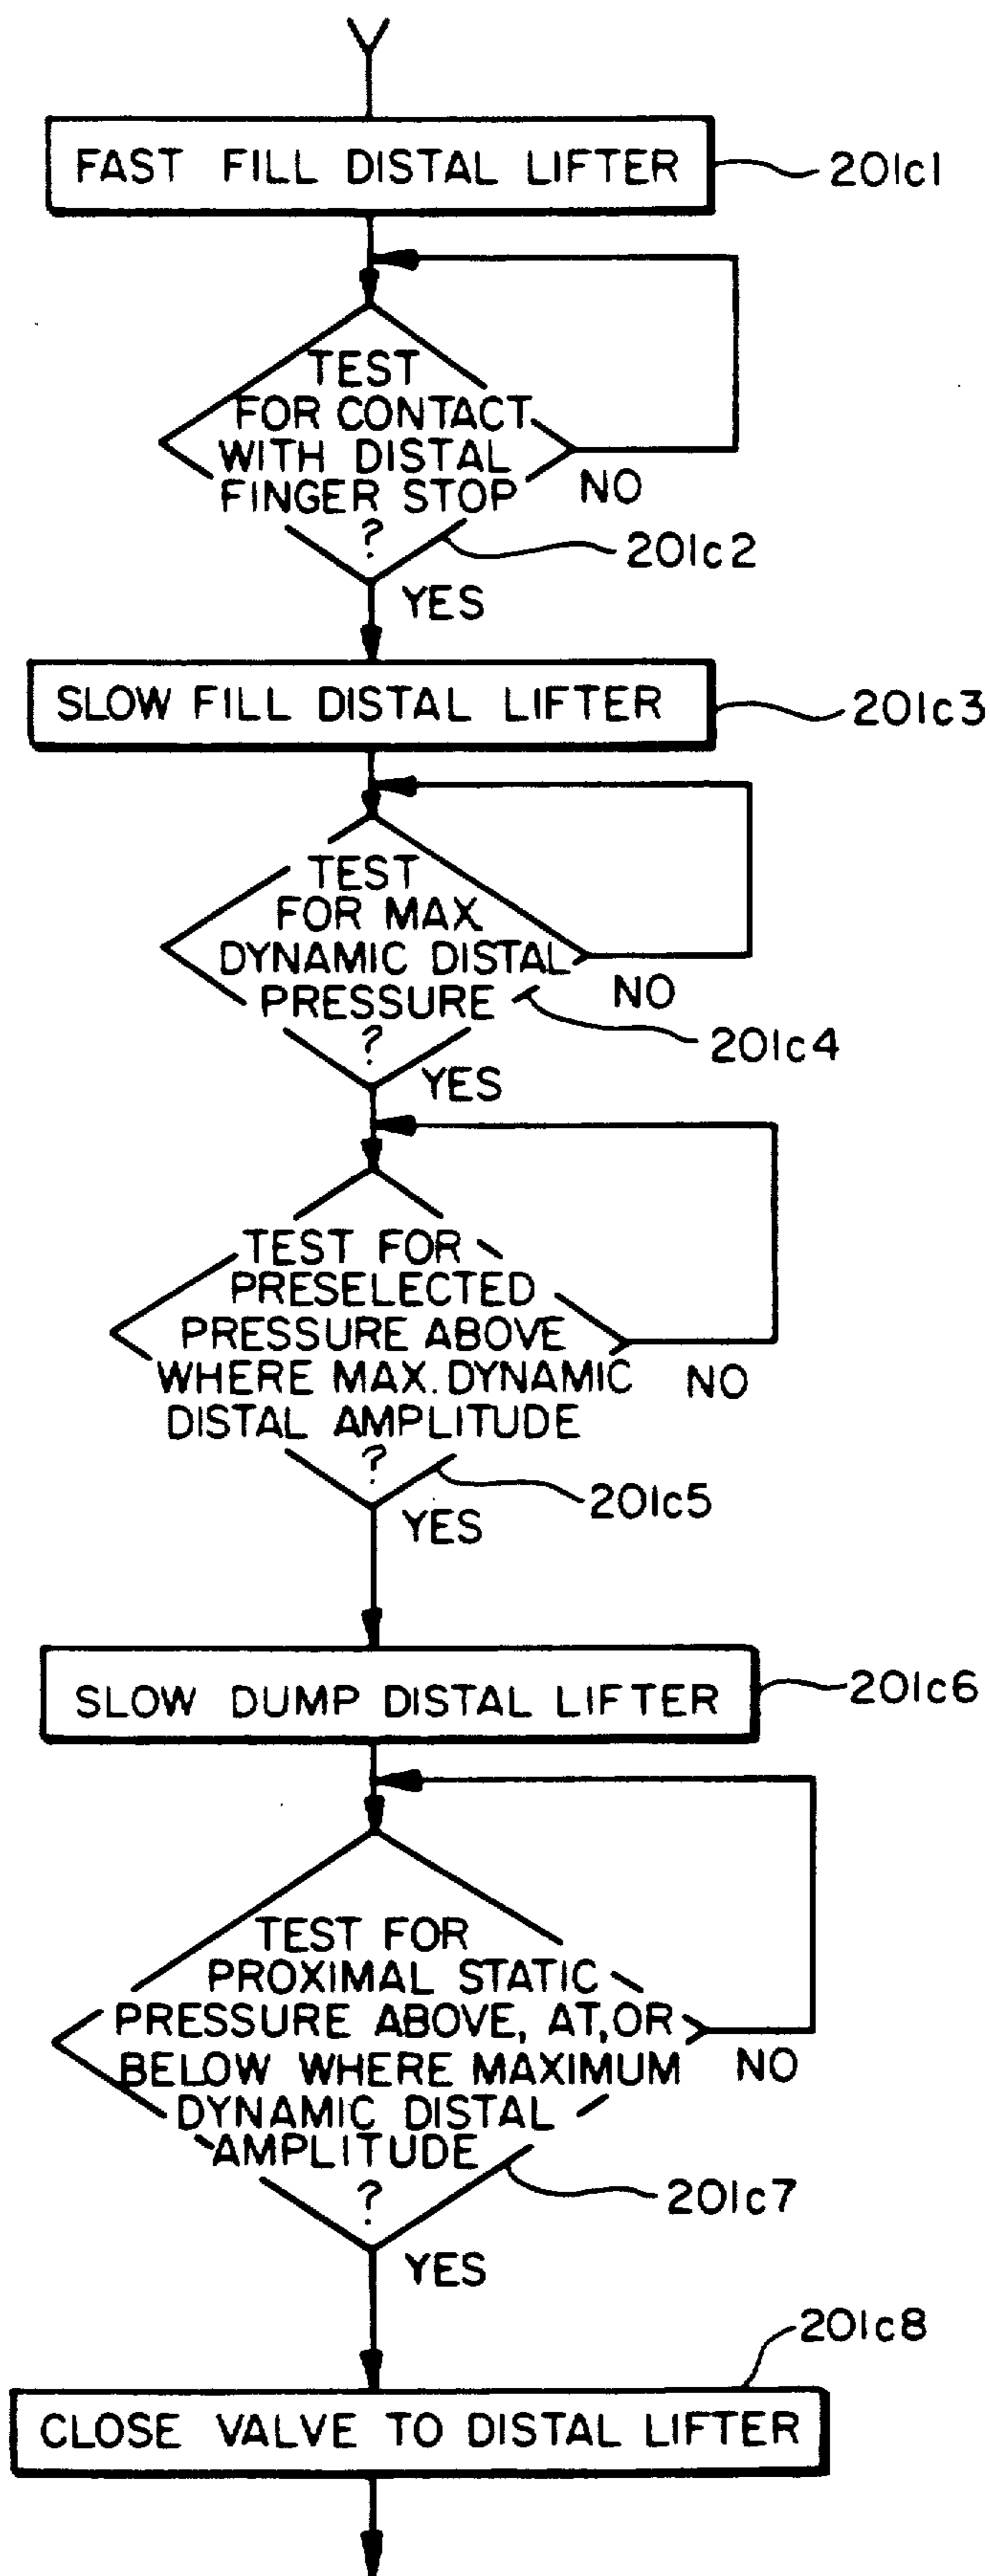 FAST FILL DISTAL LIFTER
201c1
TEST
FOR CONTACT
WITH DISTAL
FINGER STOP
?
NO
201c2
YES
SLOW FILL DISTAL LIFTER
201c3
TEST
FOR MAX.
DYNAMIC DISTAL
PRESSURE
?
NO
201c4
YES
TEST FOR
PRESELECTED
PRESSURE ABOVE
WHERE MAX. DYNAMIC
DISTAL AMPLITUDE
?
NO
201c5
YES
SLOW DUMP DISTAL LIFTER
201c6
TEST FOR
PROXIMAL STATIC
PRESSURE ABOVE, AT, OR
BELOW WHERE MAXIMUM
DYNAMIC DISTAL
AMPLITUDE
?
NO
201c7
YES
201c8
CLOSE VALVE TO DISTAL LIFTER